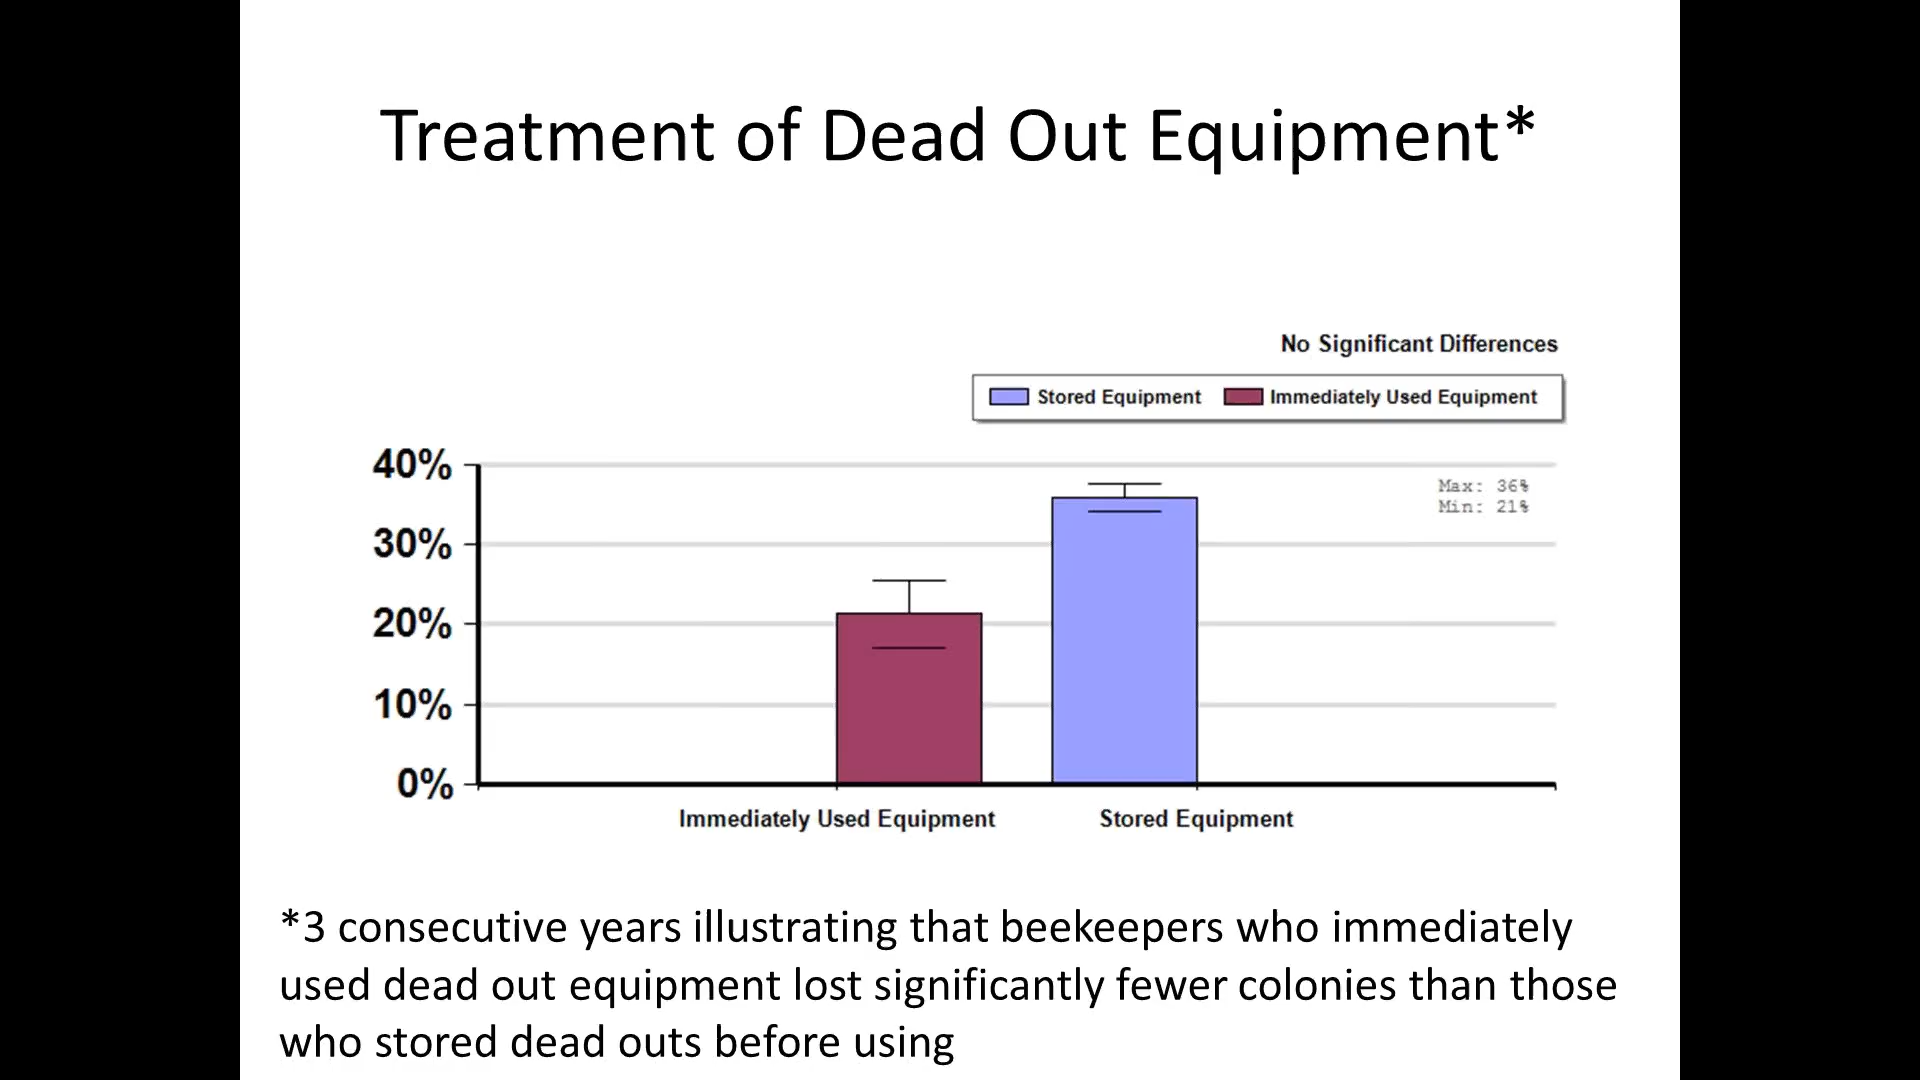 Treatment of Dead Out Equipment*
No Significant Differences
Stored Equipment Immediately Used Equipment
40%
Max: 36%
Min: 21%
30%
20%
10%
0%
Immediately Used Equipment Stored Equipment
*3 consecutive years illustrating that beekeepers who immediately
used dead out equipment lost significantly fewer colonies than those
who stored dead outs before using